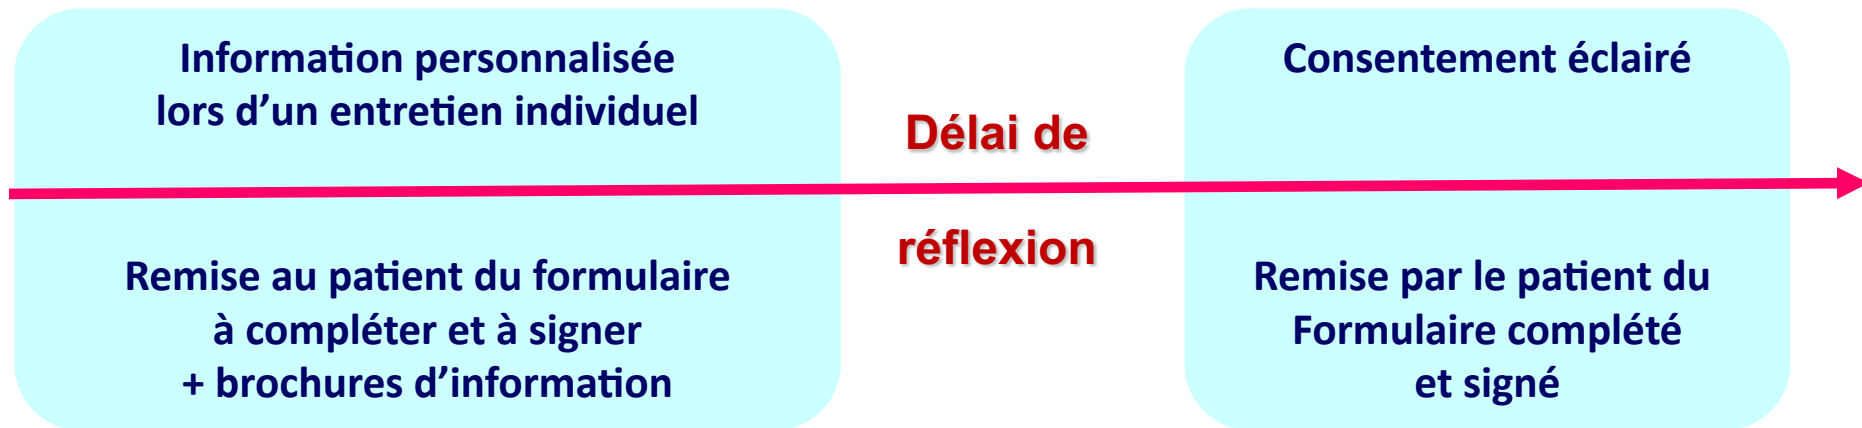 Information personnalisée
lors d’un entretien individuel
Remise au patient du formulaire
à compléter et à signer
+ brochures d’information
Délai de
réflexion
Consentement éclairé
Remise par le patient du
Formulaire complété
et signé